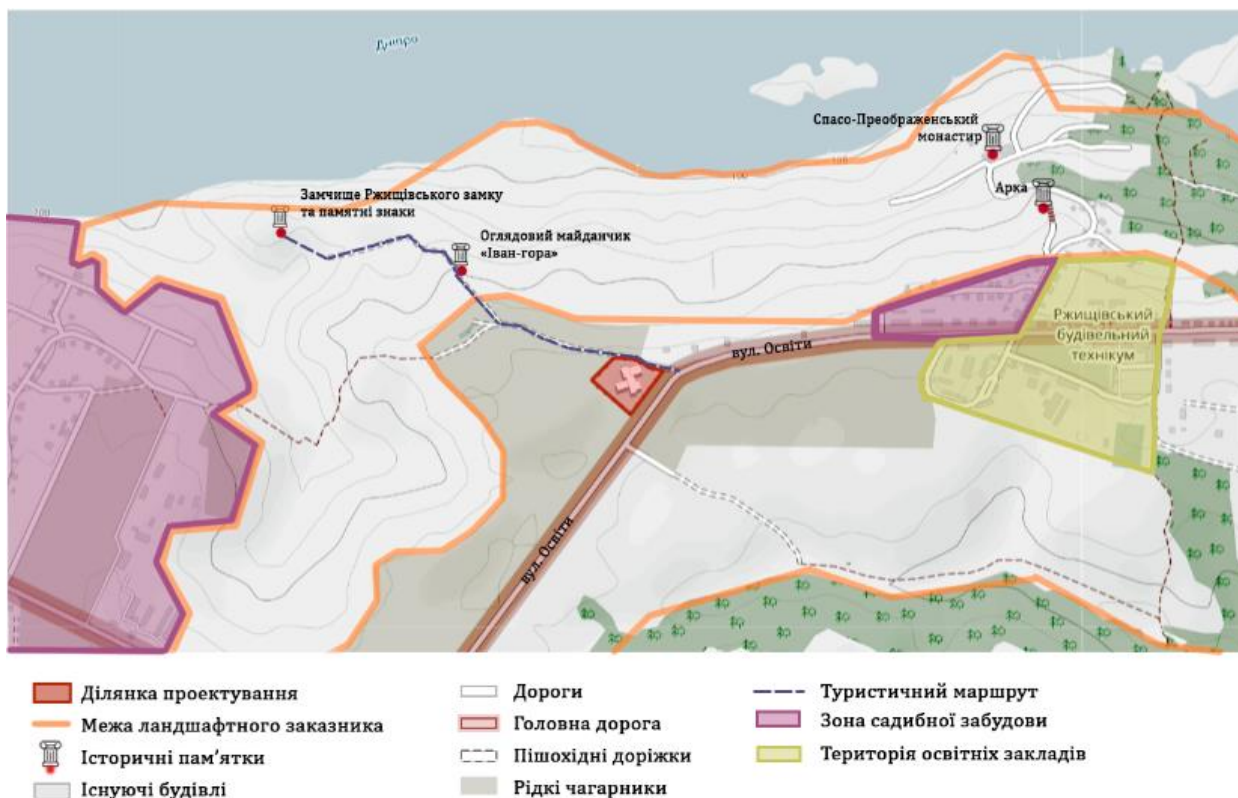 Дніпро
Спасо-Преображенський
монастир
Арка
Замчище Ржищівського замку
та памятні знаки
Оглядовий майданчик
«Іван-гора»
Ржищівський
будівельний
технікум
вул. Освіти
вул. Освіти
100
100
Ділянка проектування
Межа ландшафтного заказника
Історичні пам'ятки
Існуючі будівлі
Дороги
Головна дорога
Пішохідні доріжки
Рідкі чагарники
Туристичний маршрут
Зона садибної забудови
Територія освітніх закладів